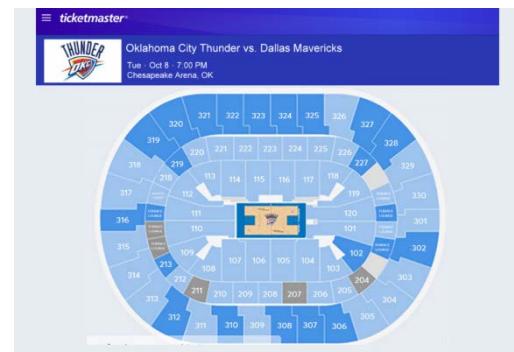 ticketmaster®
THUNDER
OKC
Oklahoma City Thunder vs. Dallas Mavericks
Tue - Oct 8 - 7:00 PM
Chesapeake Arena, OK
321 322 323 324 325 326
320 327
319 328
318 329
317 330
316 301
315 302
314 303
313 304
312 305
311 310 309 308 307 306
220 221 222 223 224 225 226
219 227
218
213
212 211 210 209 208 207 206 205 204
113 114 115 116 117 118
112 119
111 120
110 101
109 102
108 107 106 105 104 103